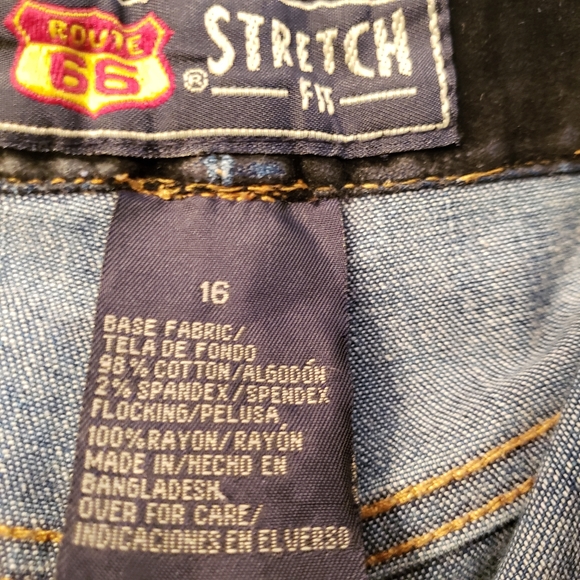 ROUTE
66
®
STRETCH
FIT
16
BASE FABRIC/
TELA DE FONDO
98% COTTON/ALGODÓN
2% SPANDEX/SPENDEX
FLOCKING/PELUSA
100% RAYON/RAYÓN
MADE IN/HECHO EN
BANGLADESH
OVER FOR CARE/
INDICACIONES EN EL VERSO